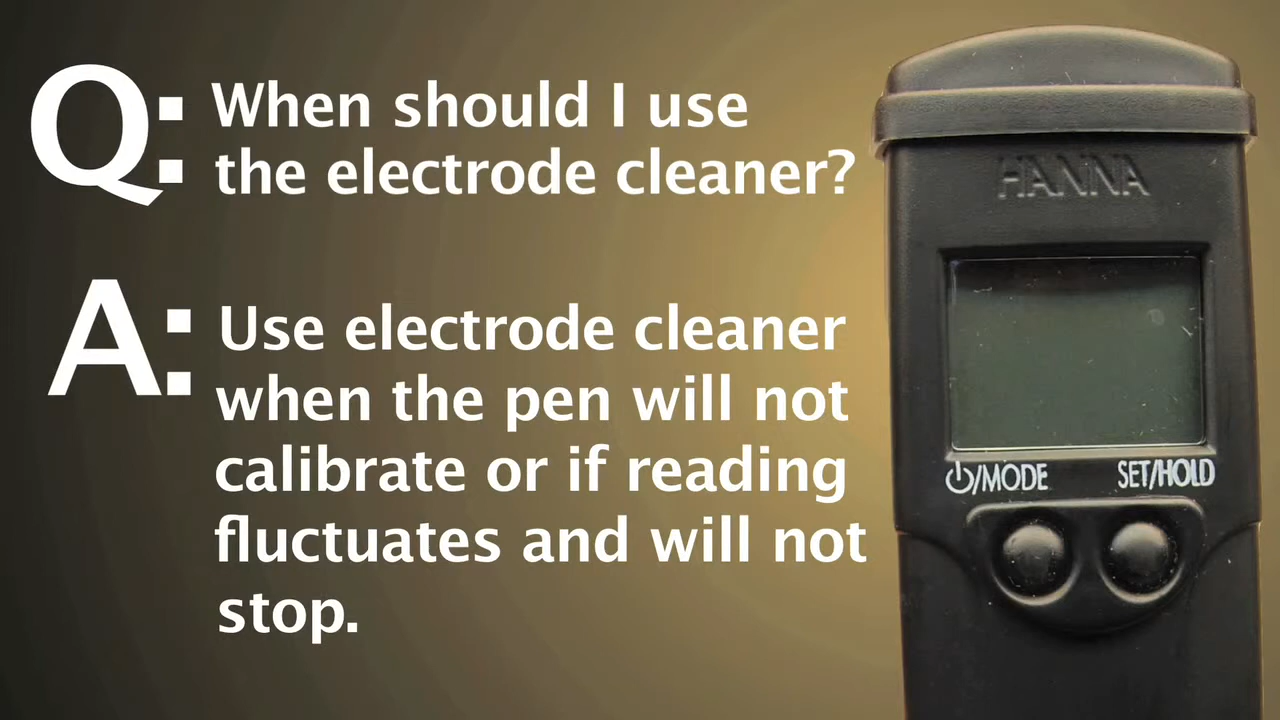 Q: When should I use
the electrode cleaner?
A: Use electrode cleaner
when the pen will not
calibrate or if reading
fluctuates and will not
stop.
HANNA
⏻/MODE SET/HOLD